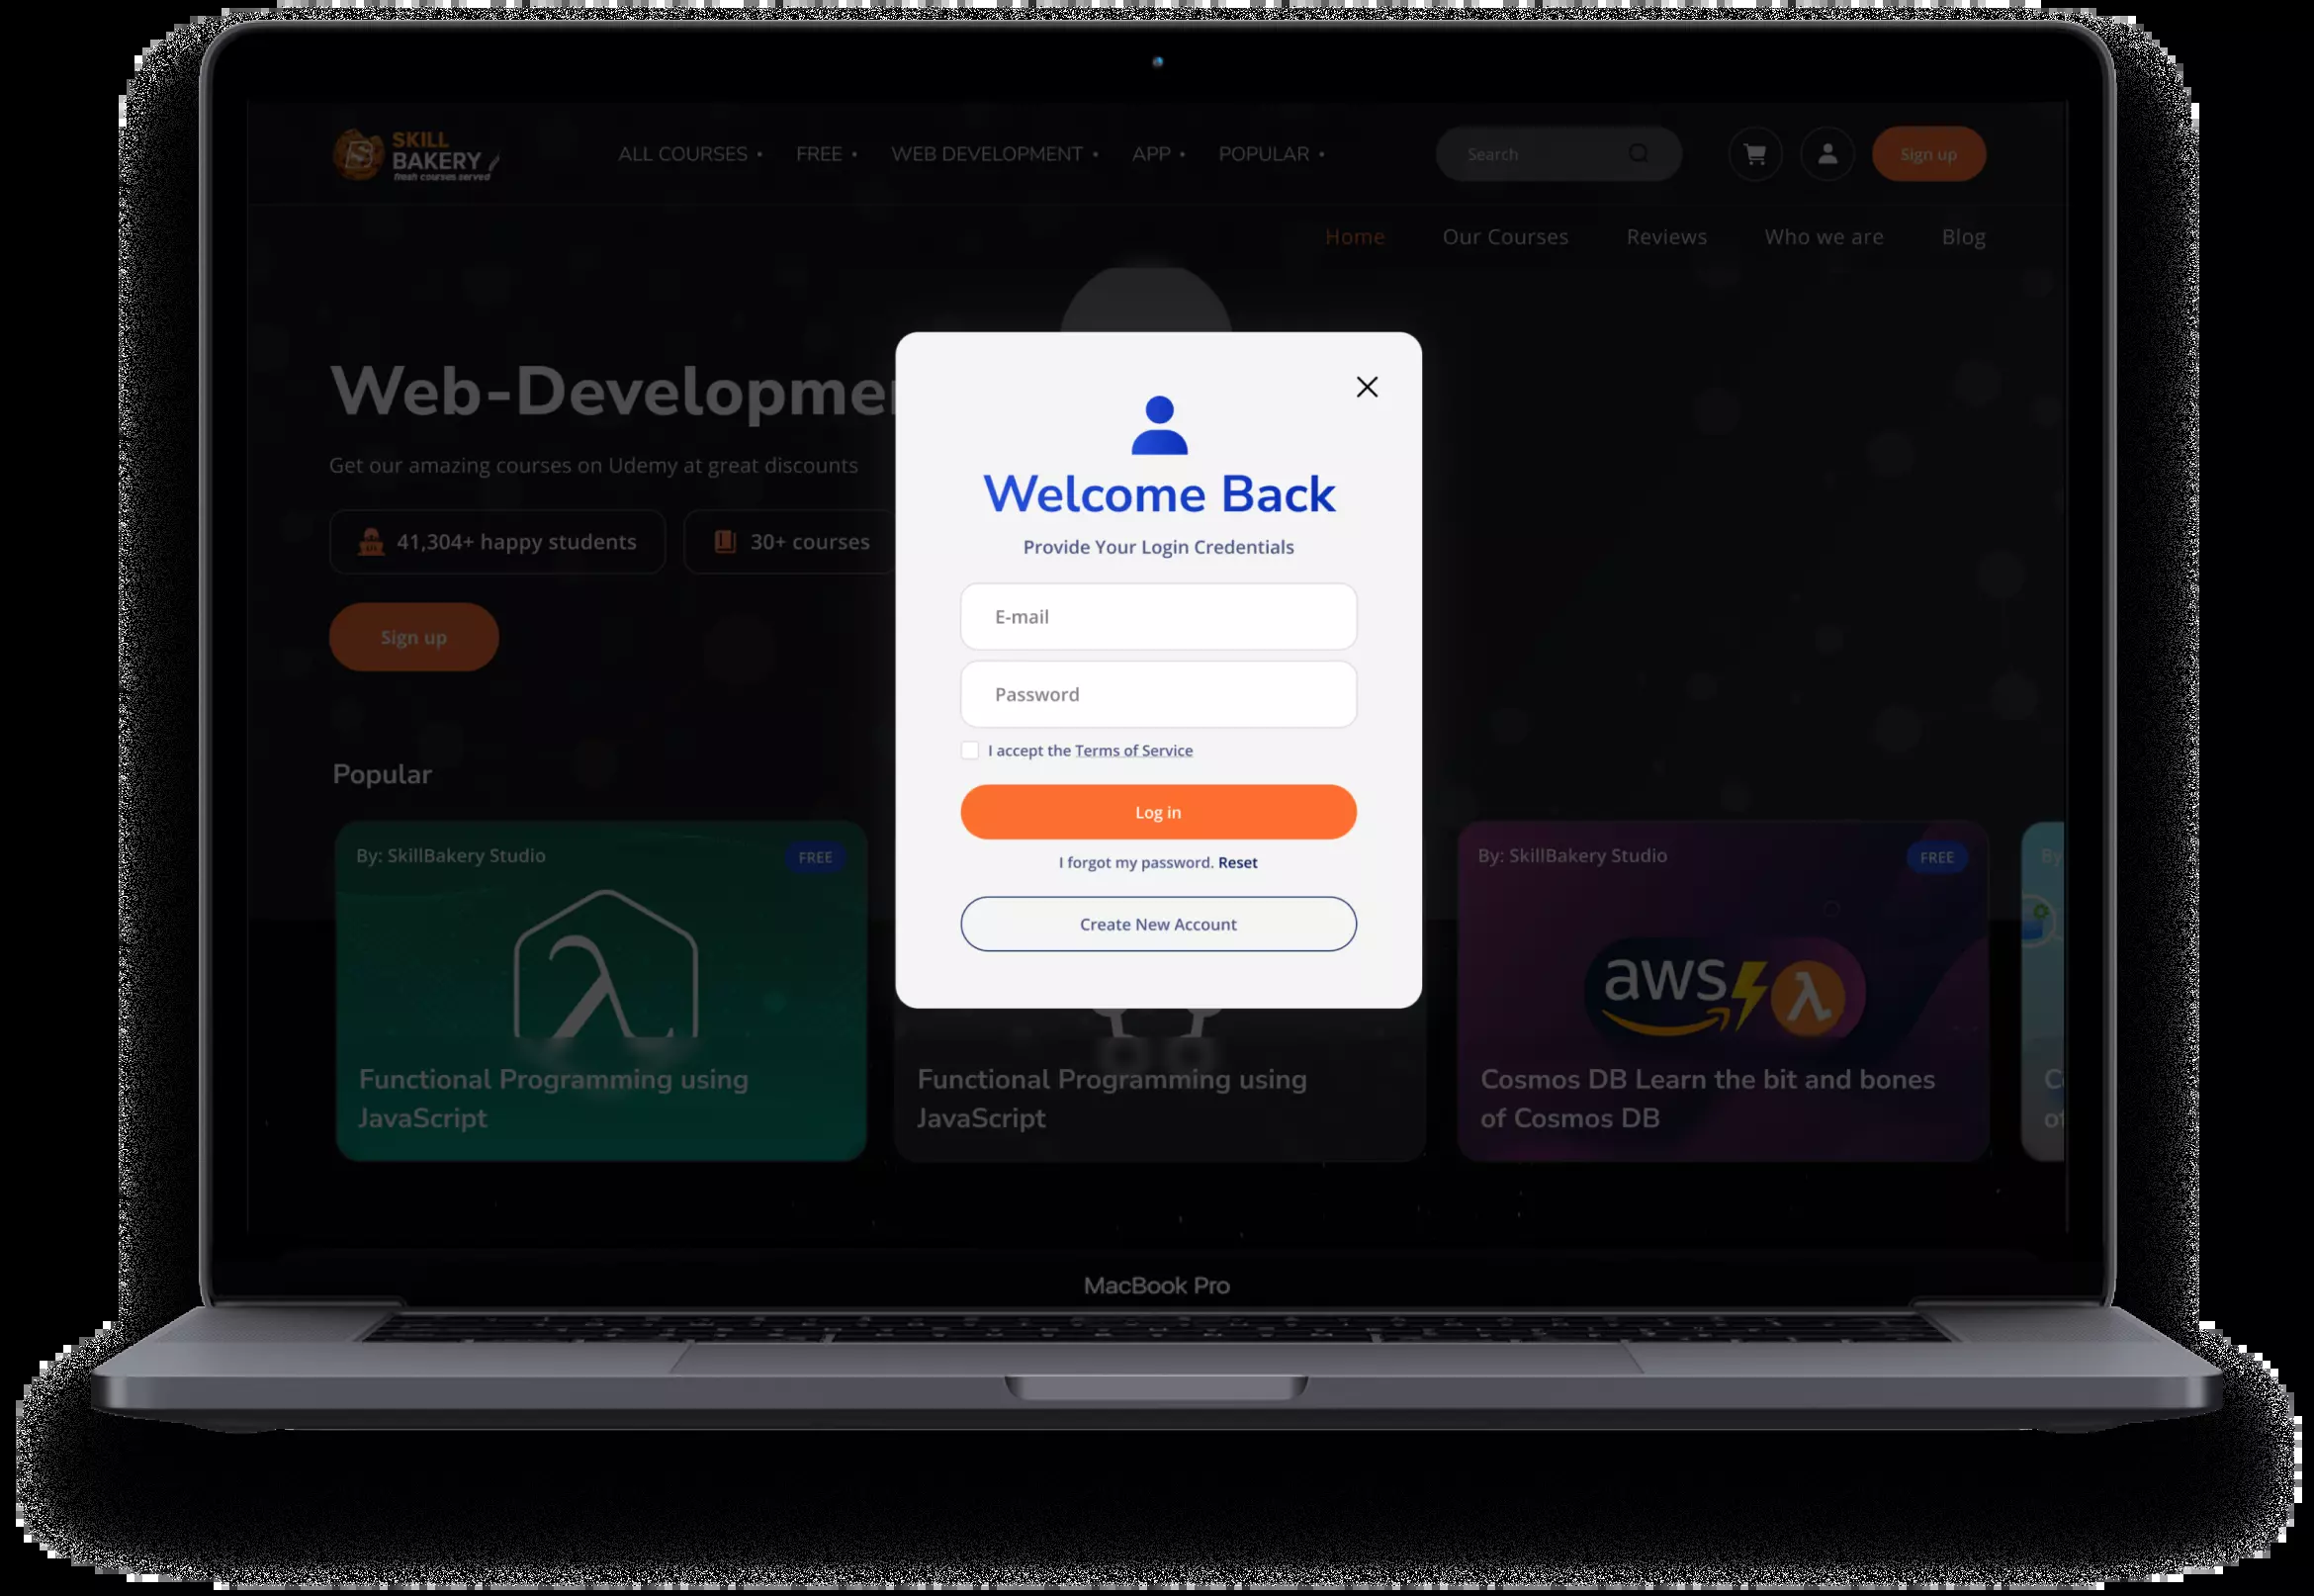 SKILL
BAKERY
fresh courses served
ALL COURSES • FREE • WEB DEVELOPMENT • APP • POPULAR •
Search
Sign up
Home Our Courses Reviews Who we are Blog
Web-Developme
Get our amazing courses on Udemy at great discounts
41,304+ happy students 30+ courses
Sign up
Welcome Back
Provide Your Login Credentials
E-mail
Password
I accept the Terms of Service
Log in
I forgot my password. Reset
Create New Account
Popular
By: SkillBakery Studio FREE
Functional Programming using
JavaScript
Functional Programming using
JavaScript
By: SkillBakery Studio FREE
aws
Cosmos DB Learn the bit and bones
of Cosmos DB
By
MacBook Pro